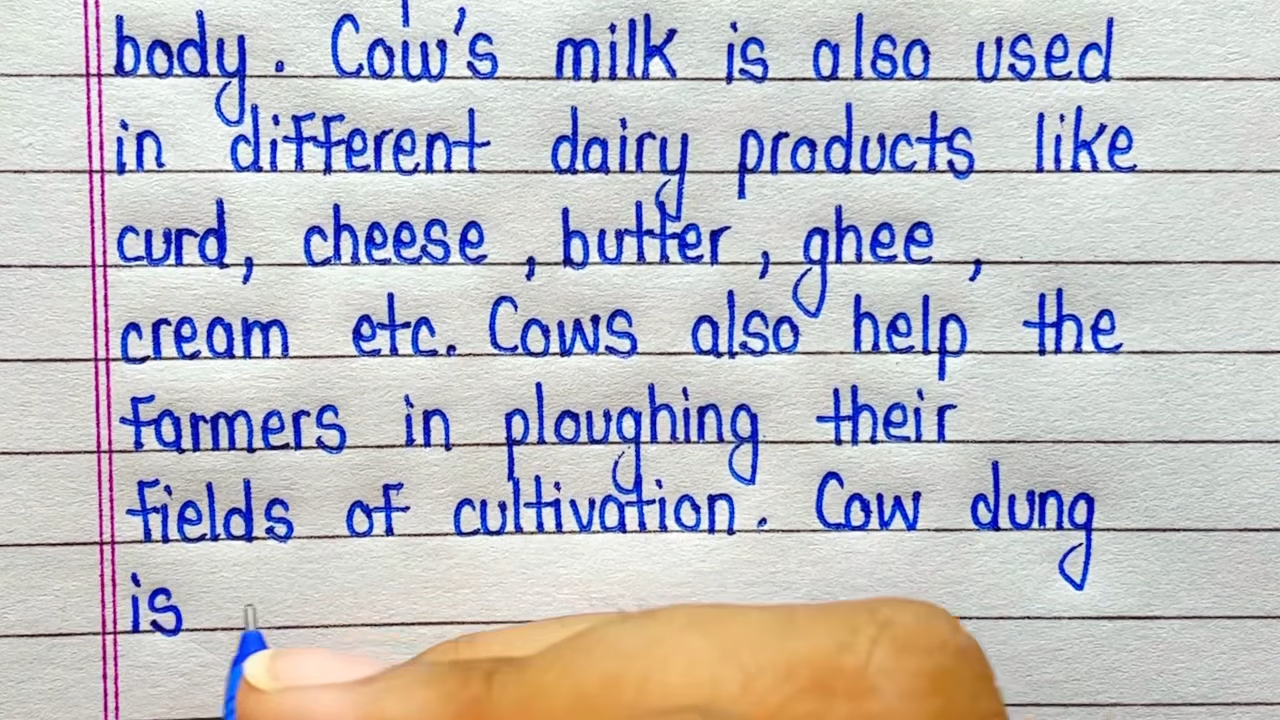 body. Cow's milk is also used
in different dairy products like
curd, cheese, butter, ghee,
cream etc. Cows also help the
farmers in ploughing their
fields of cultivation. Cow dung
is